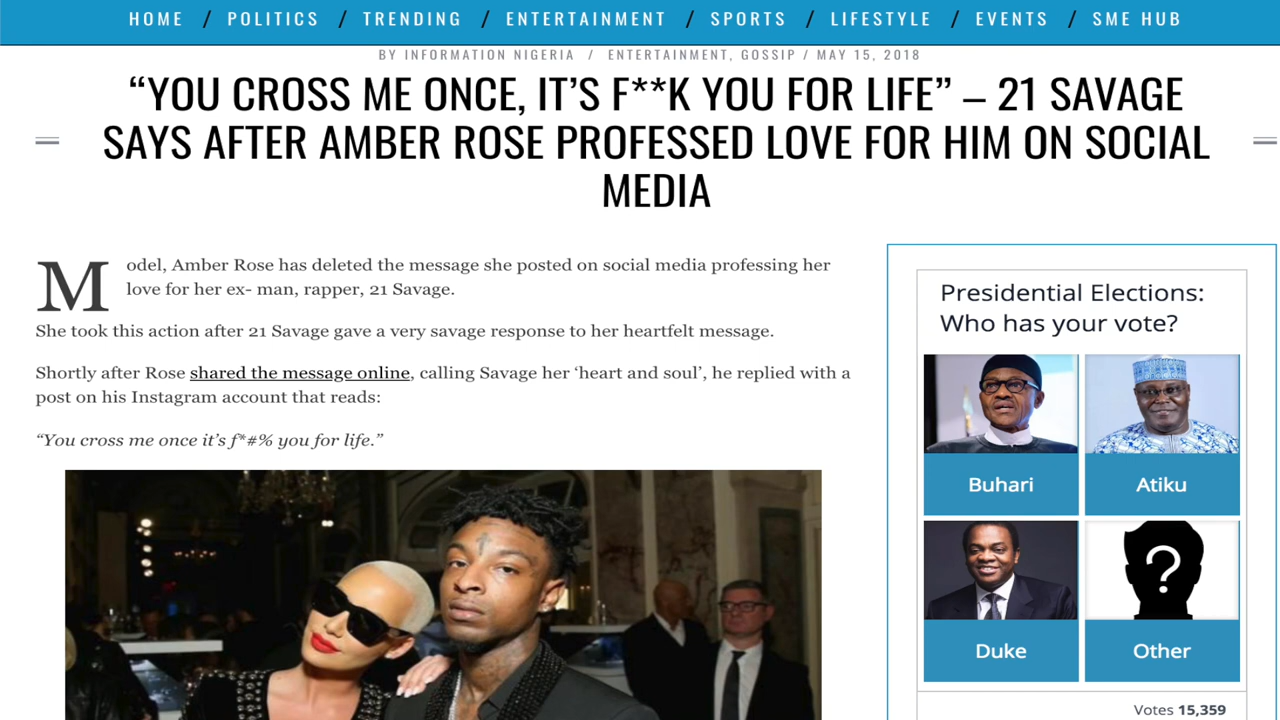 HOME / POLITICS / TRENDING / ENTERTAINMENT / SPORTS / LIFESTYLE / EVENTS / SME HUB
BY INFORMATION NIGERIA / ENTERTAINMENT, GOSSIP / MAY 15, 2018
“YOU CROSS ME ONCE, IT’S F**K YOU FOR LIFE” – 21 SAVAGE
SAYS AFTER AMBER ROSE PROFESSED LOVE FOR HIM ON SOCIAL
MEDIA
Model, Amber Rose has deleted the message she posted on social media professing her
love for her ex- man, rapper, 21 Savage.
She took this action after 21 Savage gave a very savage response to her heartfelt message.
Shortly after Rose shared the message online, calling Savage her ‘heart and soul’, he replied with a
post on his Instagram account that reads:
“You cross me once it’s f*#% you for life.”
Presidential Elections:
Who has your vote?
Buhari
Atiku
Duke
?
Other
Votes 15,359